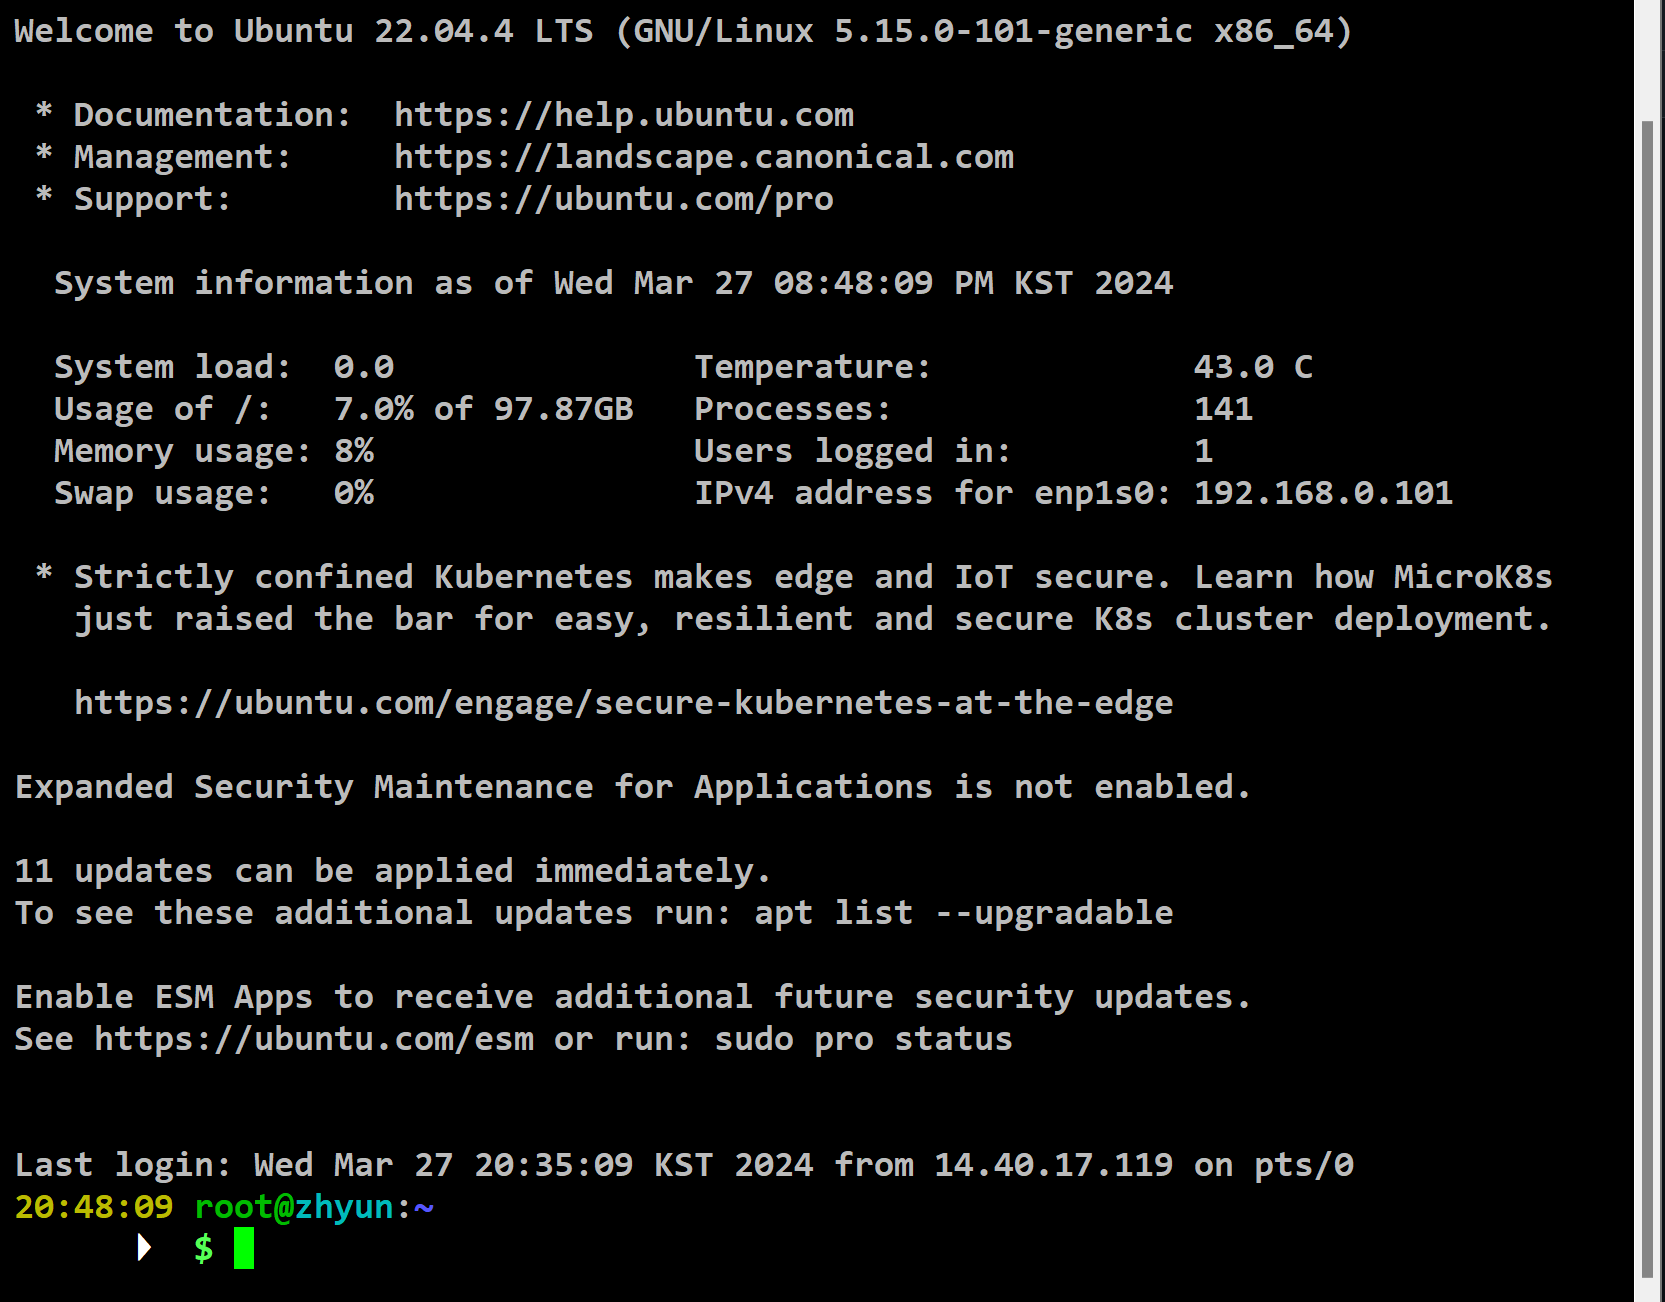 Welcome to Ubuntu 22.04.4 LTS (GNU/Linux 5.15.0-101-generic x86_64)

 * Documentation:  https://help.ubuntu.com
 * Management:     https://landscape.canonical.com
 * Support:        https://ubuntu.com/pro

  System information as of Wed Mar 27 08:48:09 PM KST 2024

  System load:  0.0               Temperature:             43.0 C
  Usage of /:   7.0% of 97.87GB   Processes:               141
  Memory usage: 8%                Users logged in:         1
  Swap usage:   0%                IPv4 address for enp1s0: 192.168.0.101

 * Strictly confined Kubernetes makes edge and IoT secure. Learn how MicroK8s
   just raised the bar for easy, resilient and secure K8s cluster deployment.

   https://ubuntu.com/engage/secure-kubernetes-at-the-edge

Expanded Security Maintenance for Applications is not enabled.

11 updates can be applied immediately.
To see these additional updates run: apt list --upgradable

Enable ESM Apps to receive additional future security updates.
See https://ubuntu.com/esm or run: sudo pro status


Last login: Wed Mar 27 20:35:09 KST 2024 from 14.40.17.119 on pts/0
20:48:09 root@zhyun:~
      ▶  $